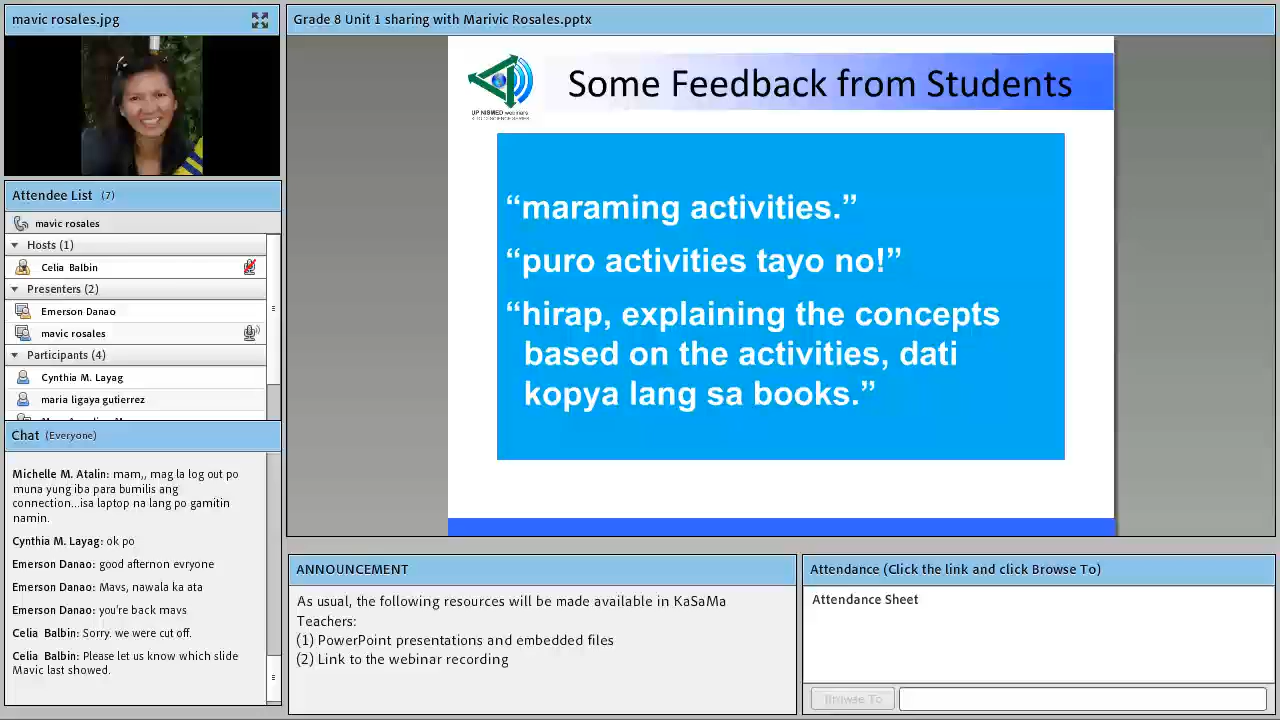 mavic rosales.jpg
Attendee List (7)
mavic rosales
Hosts (1)
Celia Balbin
Presenters (2)
Emerson Danao
mavic rosales
Participants (4)
Cynthia M. Layag
maria ligaya gutierrez
Chat (Everyone)
Michelle M. Atalin: mam,, mag la log out po
muna yung iba para bumilis ang
connection...isa laptop na lang po gamitin
namin.
Cynthia M. Layag: ok po
Emerson Danao: good afternon evryone
Emerson Danao: Mavs, nawala ka ata
Emerson Danao: you're back mavs
Celia Balbin: Sorry. we were cut off.
Celia Balbin: Please let us know which slide
Mavic last showed.
Grade 8 Unit 1 sharing with Marivic Rosales.pptx
UP NISMED webinars
Some Feedback from Students
“maraming activities.”
“puro activities tayo no!”
“hirap, explaining the concepts
based on the activities, dati
kopya lang sa books.”
ANNOUNCEMENT
As usual, the following resources will be made available in KaSaMa
Teachers:
(1) PowerPoint presentations and embedded files
(2) Link to the webinar recording
Attendance (Click the link and click Browse To)
Attendance Sheet
Browse To